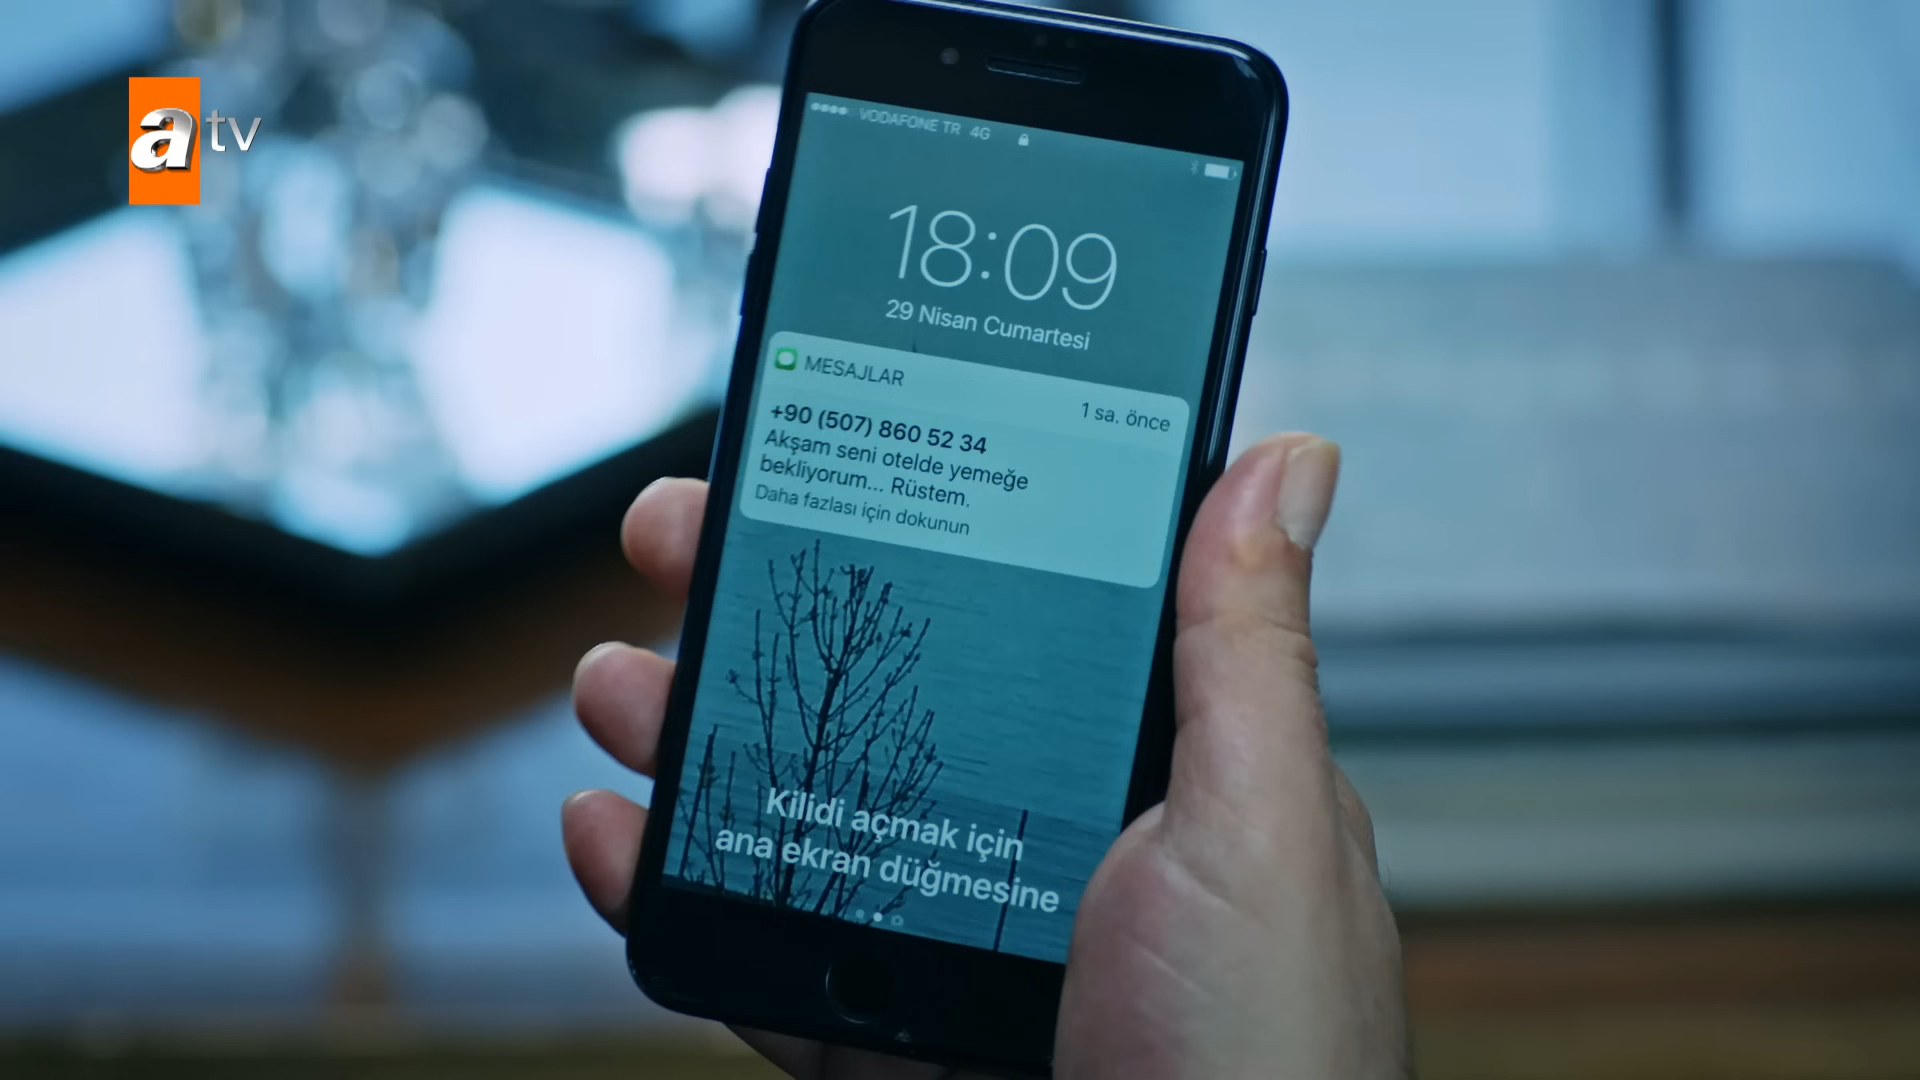 atv
VODAFONE TR 4G
18:09
29 Nisan Cumartesi
MESAJLAR
1 sa. önce
+90 (507) 860 52 34
Akşam seni otelde yemeğe
bekliyorum... Rüstem.
Daha fazlası için dokunun
Kilidi açmak için
ana ekran düğmesine